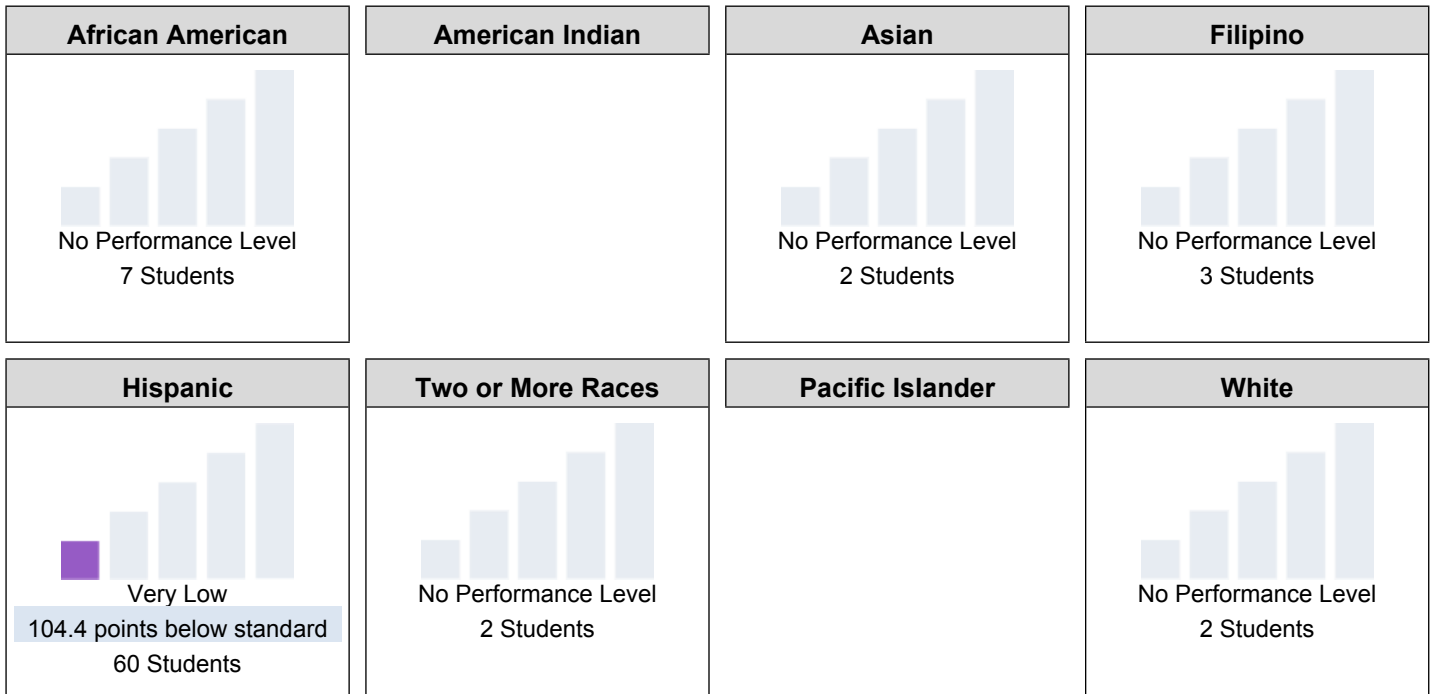 African American
American Indian
Asian
Filipino
No Performance Level
7 Students
No Performance Level
2 Students
No Performance Level
3 Students
Hispanic
Two or More Races
Pacific Islander
White
Very Low
104.4 points below standard
60 Students
No Performance Level
2 Students
No Performance Level
2 Students